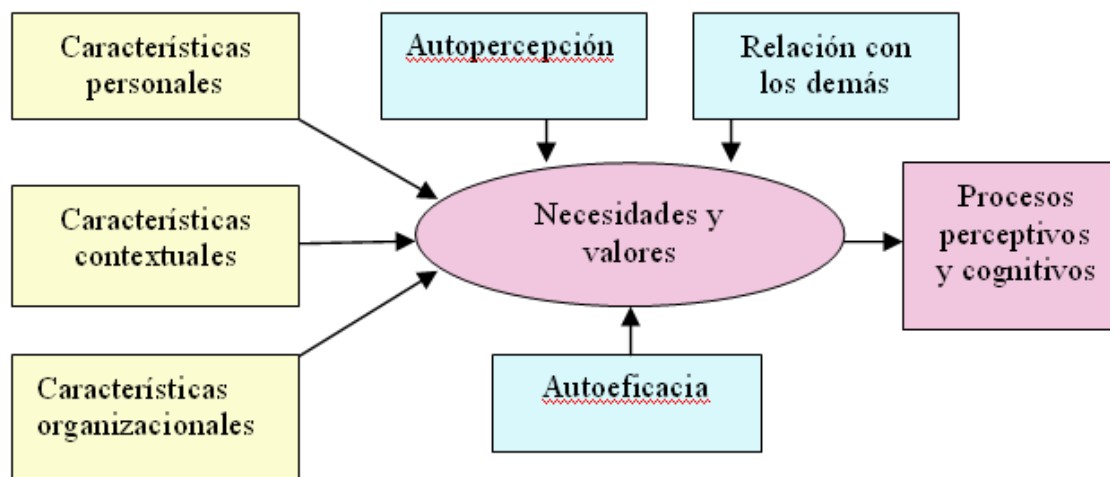 Características
personales
Autopercepción
Relación con
los demás
Características
contextuales
Necesidades y
valores
Procesos
perceptivos
y cognitivos
Características
organizacionales
Autoeficacia